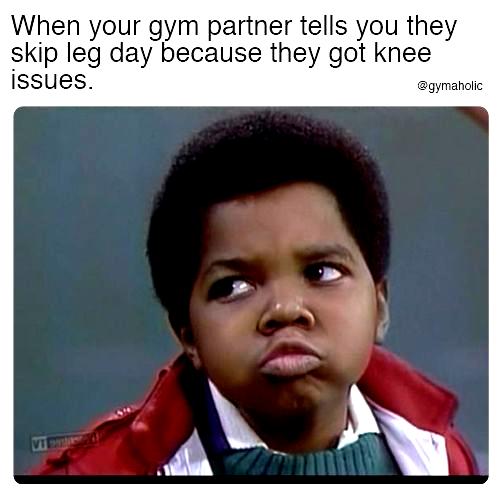 When your gym partner tells you they
skip leg day because they got knee
issues.
@gymaholic